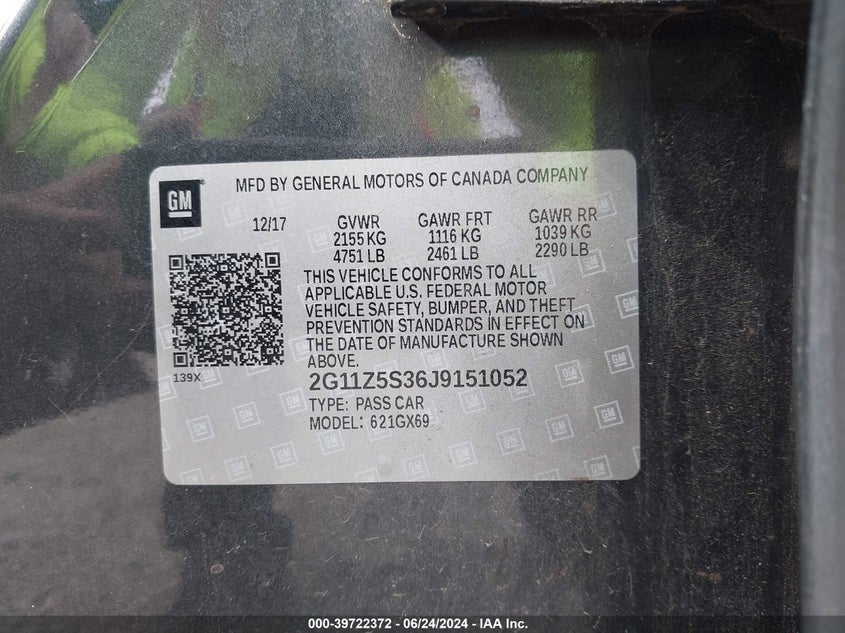 GM
MFD BY GENERAL MOTORS OF CANADA COMPANY
12/17 GVWR GAWR FRT GAWR RR
2155 KG 1116 KG 1039 KG
4751 LB 2461 LB 2290 LB
THIS VEHICLE CONFORMS TO ALL
APPLICABLE U.S. FEDERAL MOTOR
VEHICLE SAFETY, BUMPER, AND THEFT
PREVENTION STANDARDS IN EFFECT ON
THE DATE OF MANUFACTURE SHOWN
ABOVE.
139X
2G11Z5S36J9151052
TYPE: PASS CAR
MODEL: 621GX69
000-39722372 / 06/24/2024 - IAA Inc.